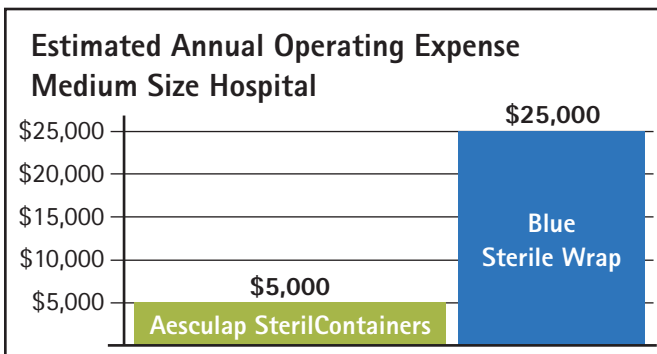 Estimated Annual Operating Expense
Medium Size Hospital
$25,000
$25,000
$20,000
$15,000
$10,000
$5,000
$5,000
Blue
Sterile Wrap
Aesculap SterilContainers